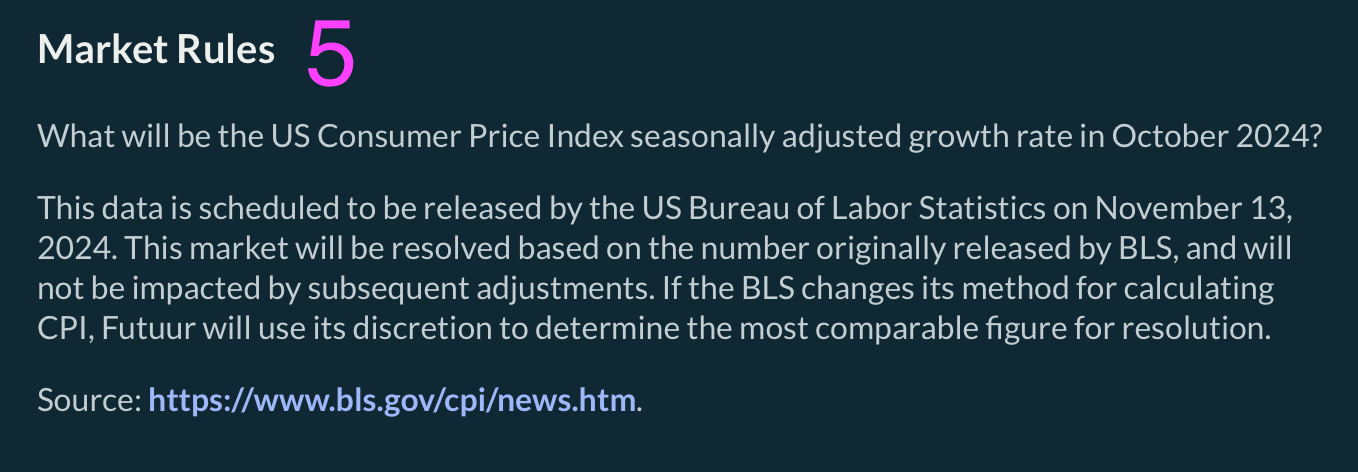 Market Rules 5
What will be the US Consumer Price Index seasonally adjusted growth rate in October 2024?
This data is scheduled to be released by the US Bureau of Labor Statistics on November 13,
2024. This market will be resolved based on the number originally released by BLS, and will
not be impacted by subsequent adjustments. If the BLS changes its method for calculating
CPI, Futuur will use its discretion to determine the most comparable figure for resolution.
Source: https://www.bls.gov/cpi/news.htm.